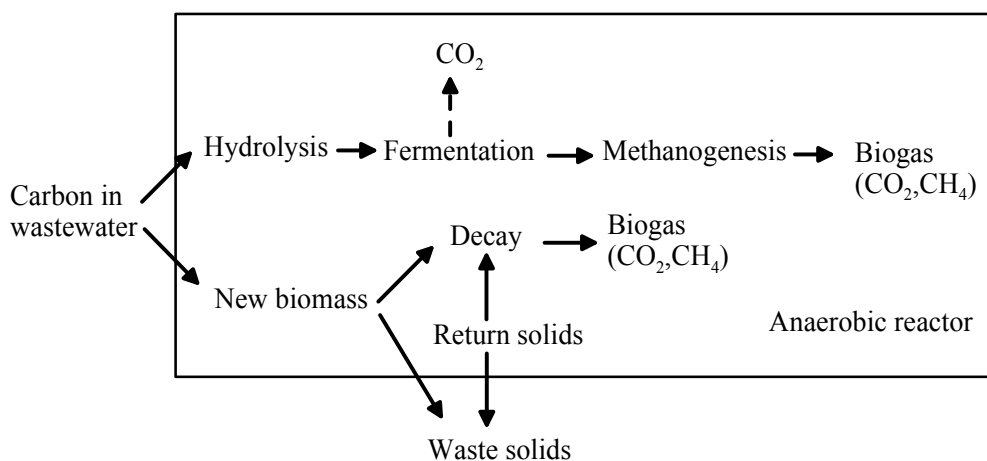 CO₂
Hydrolysis
Fermentation
Methanogenesis
Biogas
(CO₂,CH₄)
Carbon in
wastewater
Decay
Biogas
(CO₂,CH₄)
New biomass
Return solids
Anaerobic reactor
Waste solids